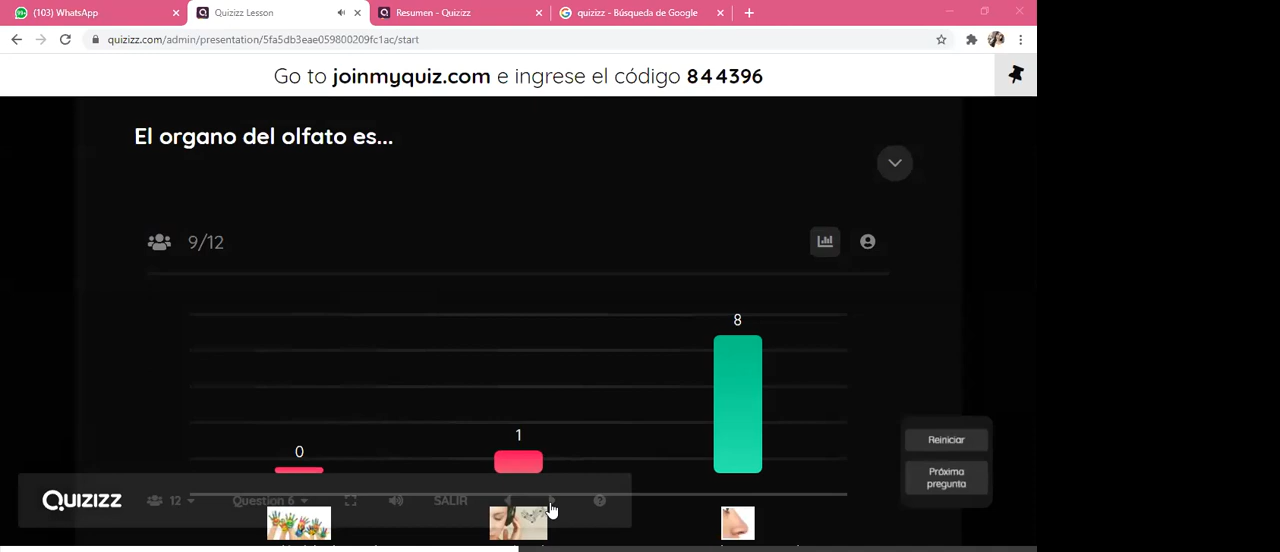 99+ (103) WhatsApp
Quizizz Lesson
Resumen - Quizizz
quizizz - Búsqueda de Google
quizizz.com/admin/presentation/5fa5db3eae059800209fc1ac/start
Go to joinmyquiz.com e ingrese el código 844396
El organo del olfato es...
9/12
8
1
0
Reiniciar
Próxima
pregunta
Quizizz
12
Question 6
SALIR